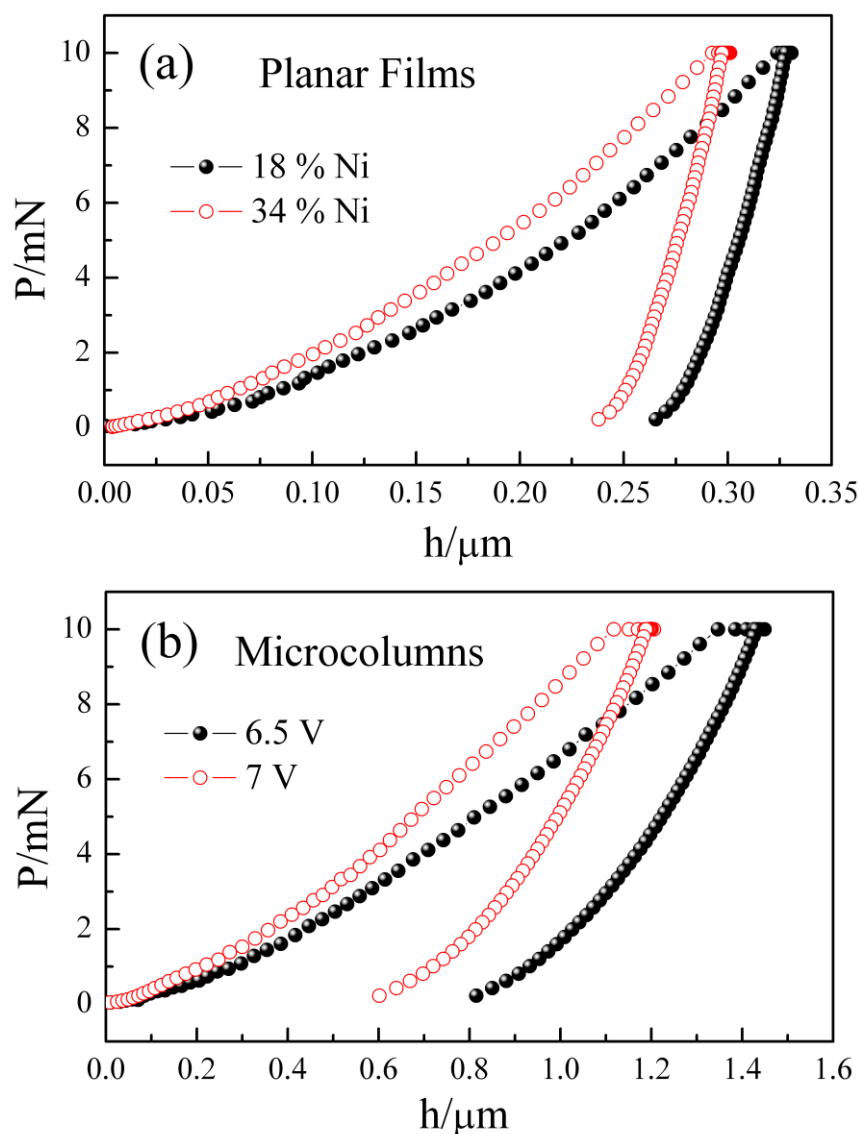 (a)
Planar Films
18 % Ni
34 % Ni
P/mN
10
8
6
4
2
0
0.00 0.05 0.10 0.15 0.20 0.25 0.30 0.35
h/μm
(b)
Microcolumns
6.5 V
7 V
P/mN
10
8
6
4
2
0
0.0 0.2 0.4 0.6 0.8 1.0 1.2 1.4 1.6
h/μm